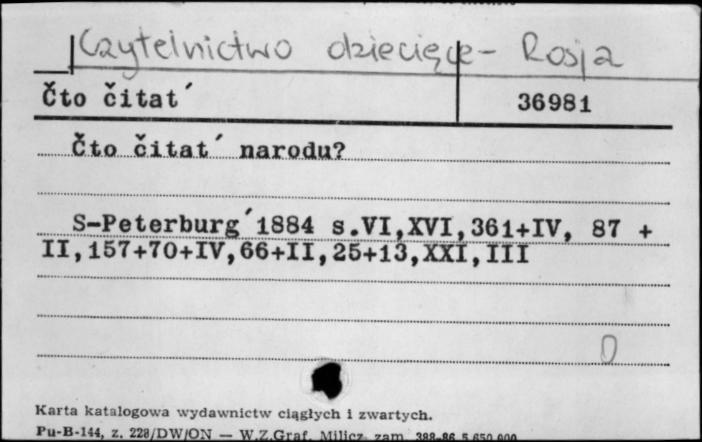 Czytelnictwo dziecięce - Rosja
Čto čitat´ 36981
Čto čitat´ narodu?
S-Peterburg´1884 s.VI,XVI,361+IV, 87 +
II,157+70+IV,66+II,25+13,XXI,III
Karta katalogowa wydawnictw ciągłych i zwartych.
Pu-B-144, z. 228/DW/ON — W.Z.Graf. Milicz zam. 388-86 5.650.000